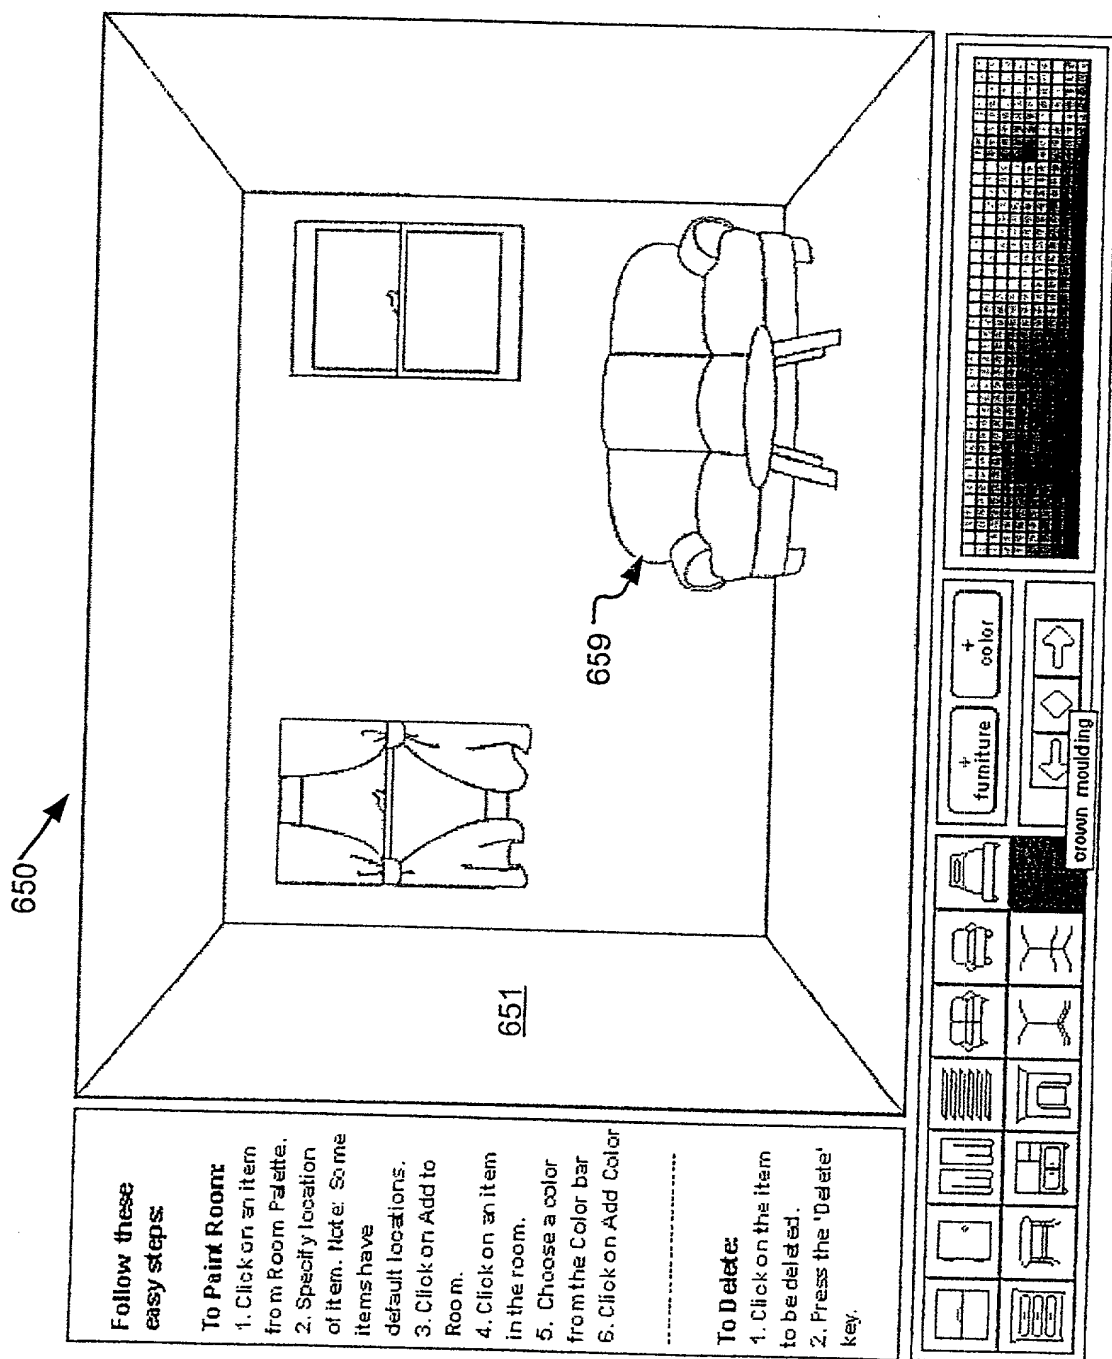 650
Follow these
easy steps:
To Paint Room:
1. Click on an item
from Room Palette.
2. Specify location
of item. Note: Some
items have
default locations.
3. Click on Add to
Room.
4. Click on an item
in the room.
5. Choose a color
from the Color bar
6. Click on Add Color
To Delete:
1. Click on the item
to be deleted.
2. Press the 'Delete'
key.
651
659
+
furniture
+
color
crown moulding